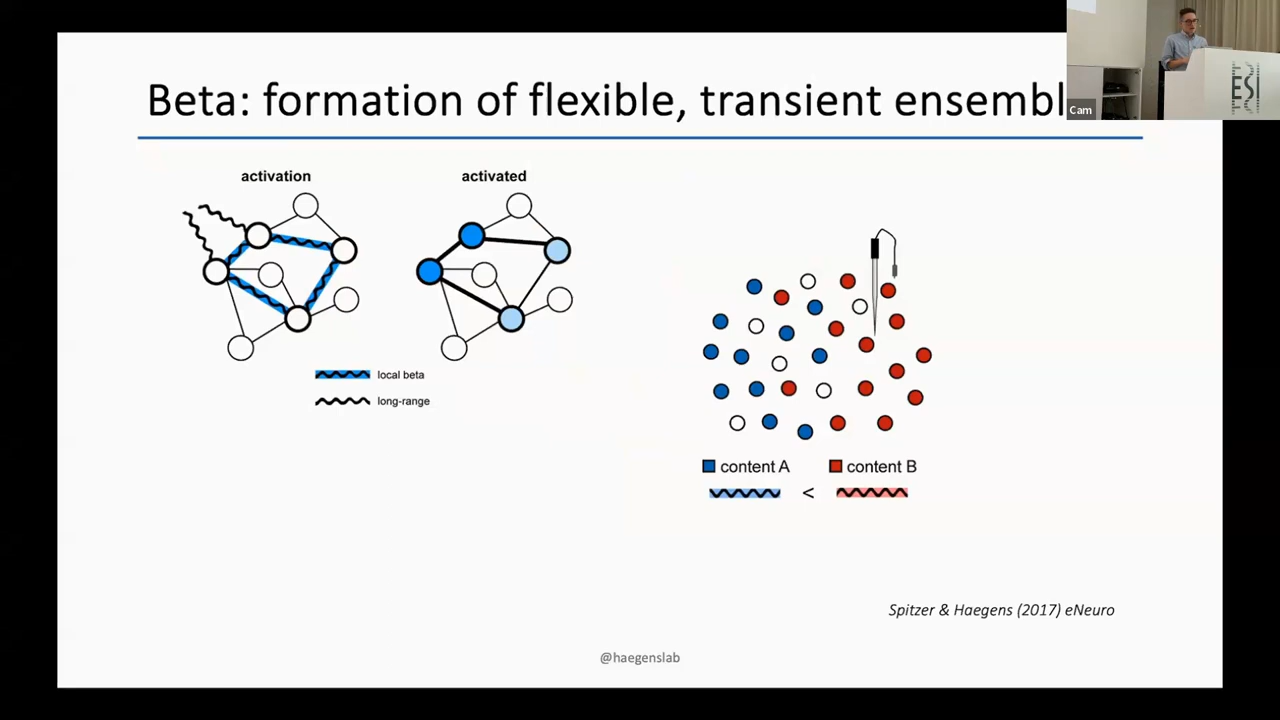 Beta: formation of flexible, transient ensembl
ESI
Cam
activation
activated
local beta
long-range
content A
content B
<
Spitzer & Haegens (2017) eNeuro
@haegenslab